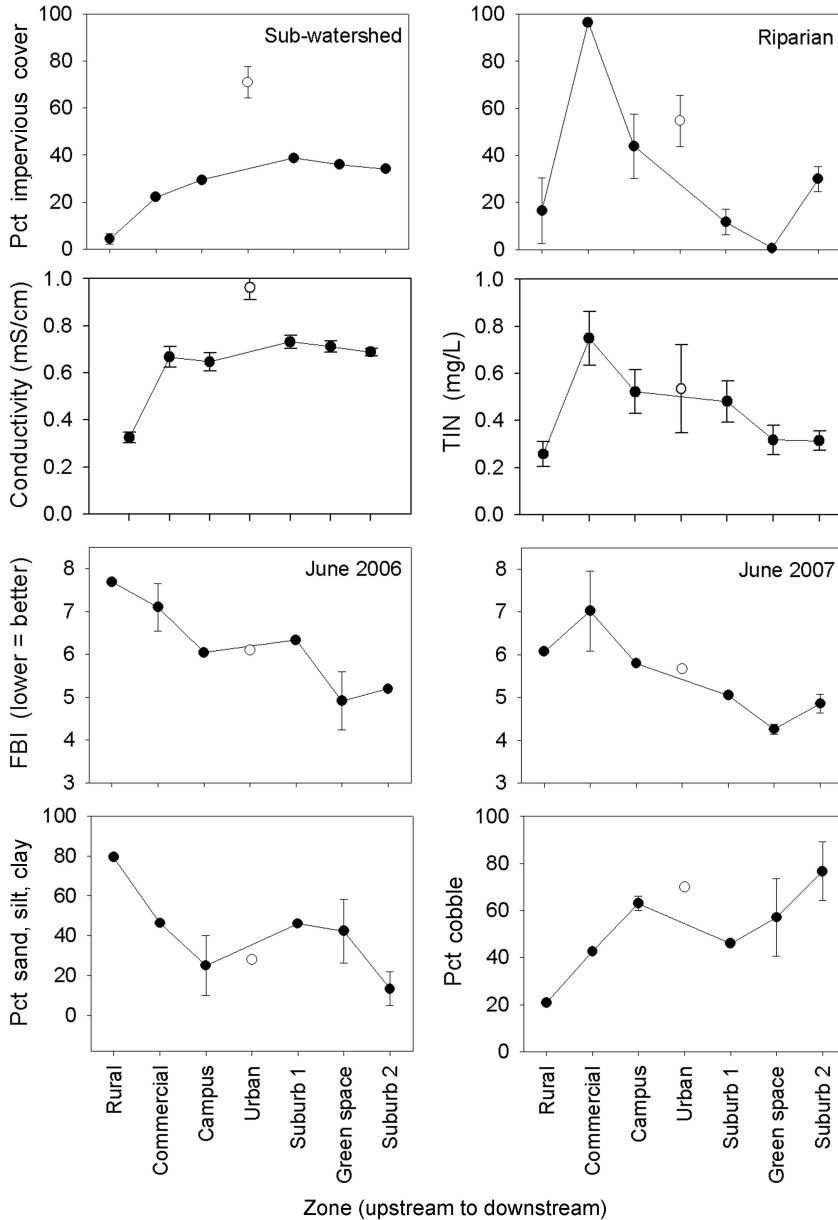 Pct impervious cover
100
80
60
40
20
0
Sub-watershed
100
80
60
40
20
0
Riparian
Conductivity (mS/cm)
1.0
0.8
0.6
0.4
0.2
0.0
TIN (mg/L)
1.0
0.8
0.6
0.4
0.2
0.0
FBI (lower = better)
8
7
6
5
4
3
June 2006
8
7
6
5
4
3
June 2007
Pct sand, silt, clay
100
80
60
40
20
0
Pct cobble
100
80
60
40
20
0
Rural
Commercial
Campus
Urban
Suburb 1
Green space
Suburb 2
Rural
Commercial
Campus
Urban
Suburb 1
Green space
Suburb 2
Zone (upstream to downstream)